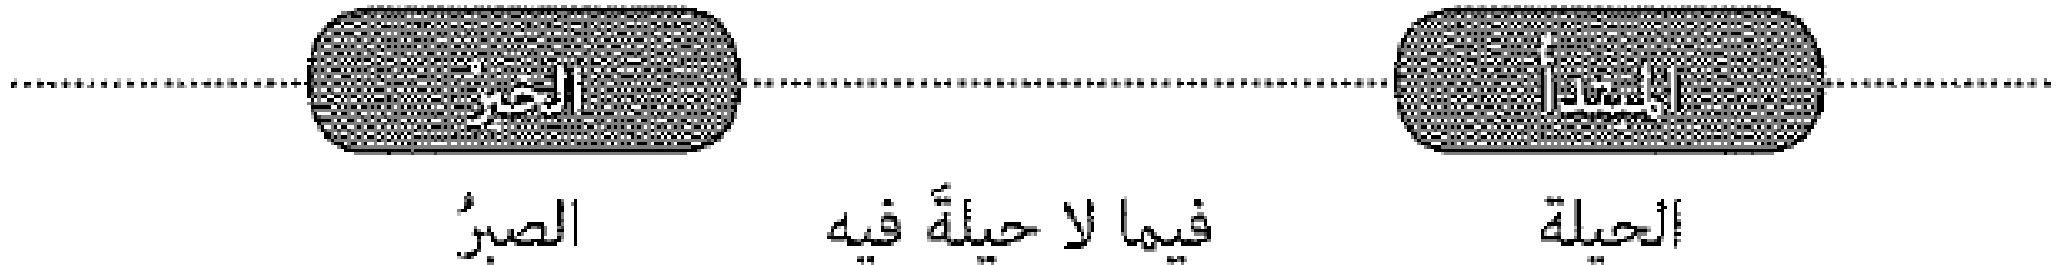 المبتدأ الخبرُ
الحيلة فيما لا حيلةَ فيه الصبرُ